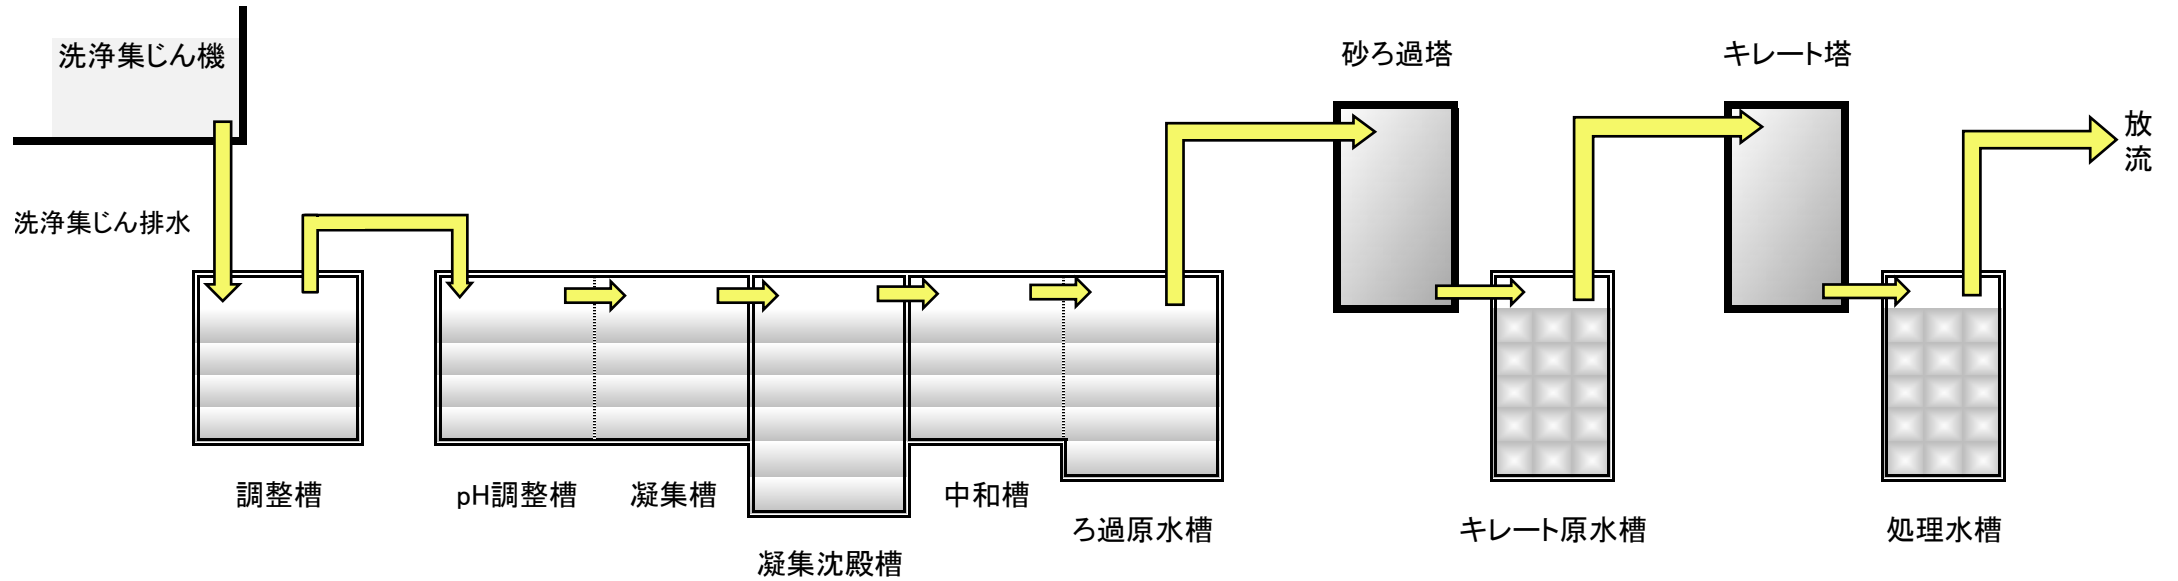 洗浄集じん機
砂ろ過塔
キレート塔
放
流
洗浄集じん排水
調整槽
pH調整槽
凝集槽
中和槽
ろ過原水槽
キレート原水槽
処理水槽
凝集沈殿槽